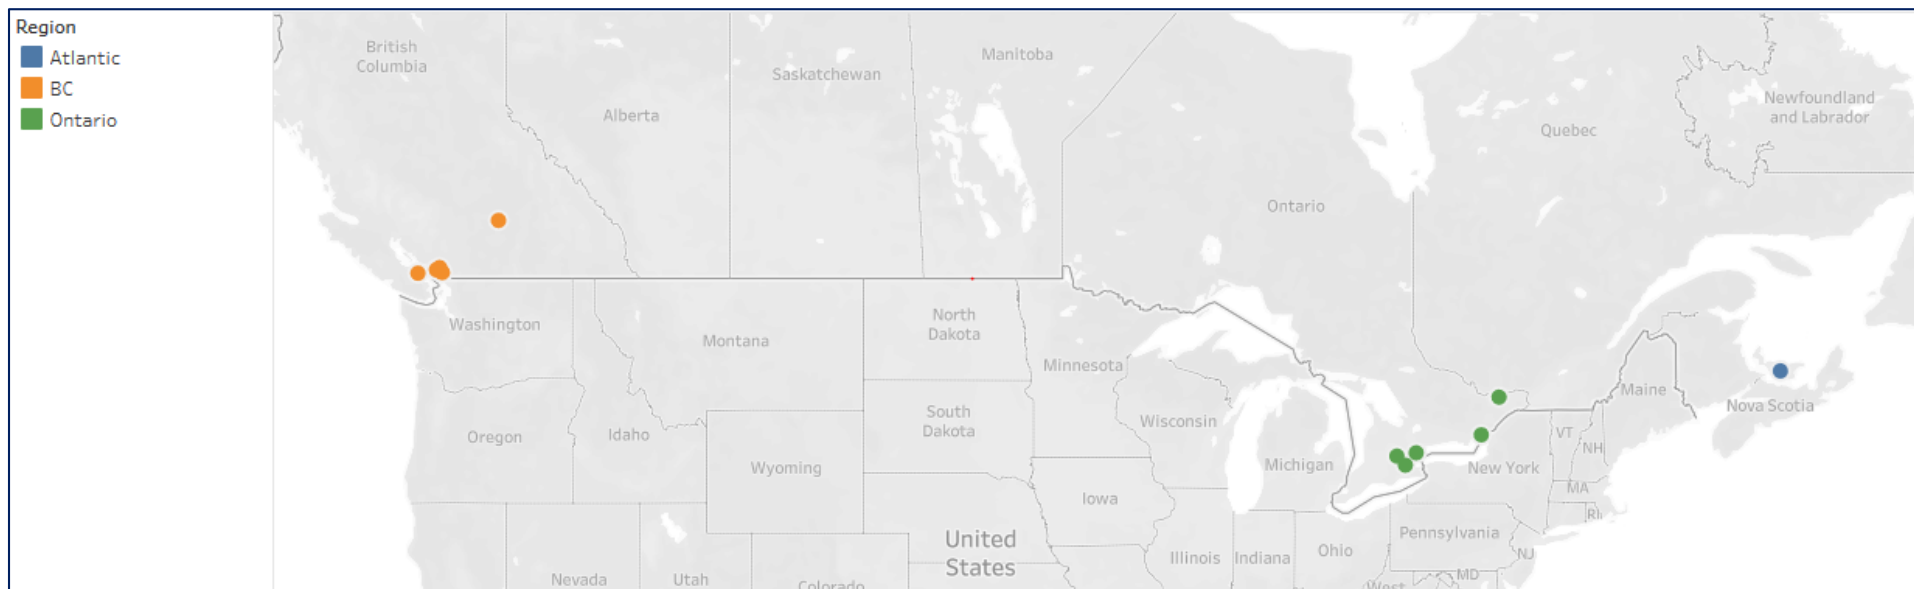 Region
Atlantic
BC
Ontario
British
Columbia
Alberta
Saskatchewan
Manitoba
Ontario
Quebec
Newfoundland
and Labrador
Washington
Montana
North
Dakota
Minnesota
Oregon
Idaho
Wyoming
South
Dakota
Wisconsin
Michigan
New York
VT
NH
Maine
Nova Scotia
MA
RI
Iowa
United
States
Nevada
Utah
Colorado
Illinois
Indiana
Ohio
Pennsylvania
NJ
MD
West